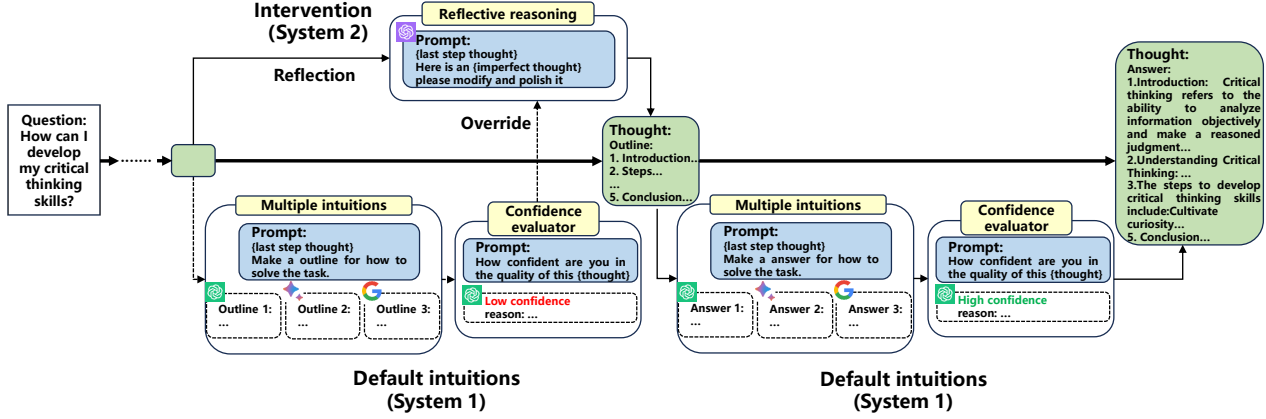 Intervention
(System 2)
Reflective reasoning
Prompt:
{last step thought}
Here is an {imperfect thought}
please modify and polish it
Reflection
Override
Question:
How can I
develop
my critical
thinking
skills?
Multiple intuitions
Prompt:
{last step thought}
Make a outline for how to
solve the task.
Outline 1:
...
Outline 2:
...
Outline 3:
...
Confidence
evaluator
Prompt:
How confident are you in
the quality of this {thought}
Low confidence
reason: ...
Default intuitions
(System 1)
Thought:
Outline:
1. Introduction...
2. Steps...
...
5. Conclusion...
Multiple intuitions
Prompt:
{last step thought}
Make a answer for how to
solve the task.
Answer 1:
...
Answer 2:
...
Answer 3:
...
Confidence
evaluator
Prompt:
How confident are you in
the quality of this {thought}
High confidence
reason: ...
Default intuitions
(System 1)
Thought:
Answer:
1.Introduction: Critical
thinking refers to the
ability to analyze
information objectively
and make a reasoned
judgment...
2.Understanding Critical
Thinking: ...
3.The steps to develop
critical thinking skills
include:Cultivate
curiosity...
5. Conclusion...